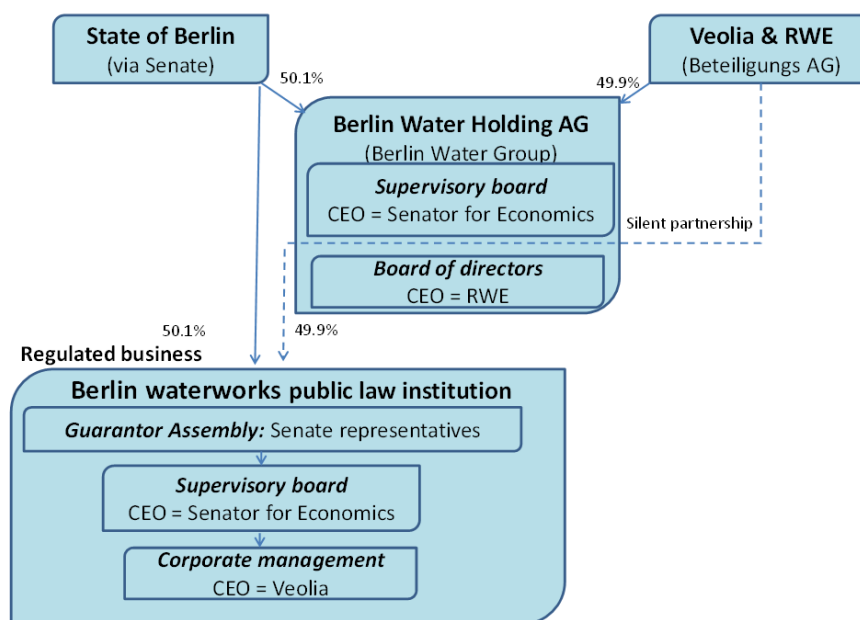 State of Berlin
(via Senate)
Veolia & RWE
(Beteiligungs AG)
50.1%
49.9%
Berlin Water Holding AG
(Berlin Water Group)
Supervisory board
CEO = Senator for Economics
Silent partnership
Board of directors
CEO = RWE
50.1%
49.9%
Regulated business
Berlin waterworks public law institution
Guarantor Assembly: Senate representatives
Supervisory board
CEO = Senator for Economics
Corporate management
CEO = Veolia